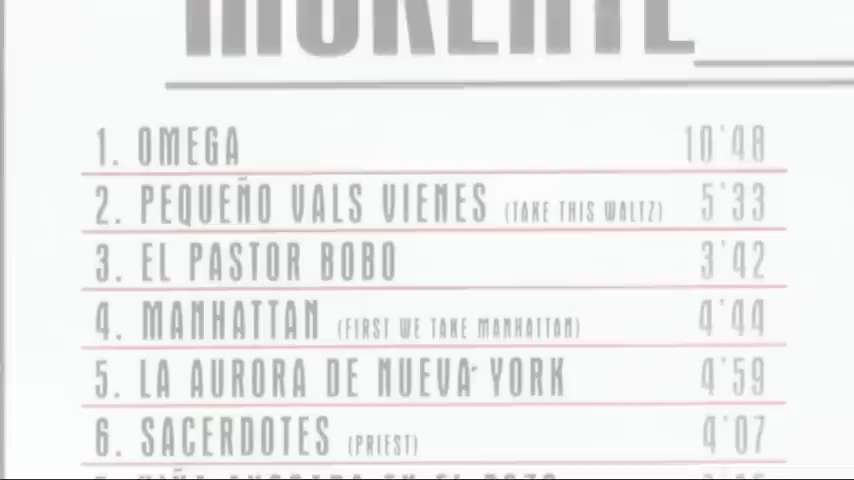 MORENTE
1. OMEGA 10'48
2. PEQUEÑO VALS VIENES (TAKE THIS WALTZ) 5'33
3. EL PASTOR BOBO 3'42
4. MANHATTAN (FIRST WE TAKE MANHATTAN) 4'44
5. LA AURORA DE NUEVA YORK 4'59
6. SACERDOTES (PRIEST) 4'07